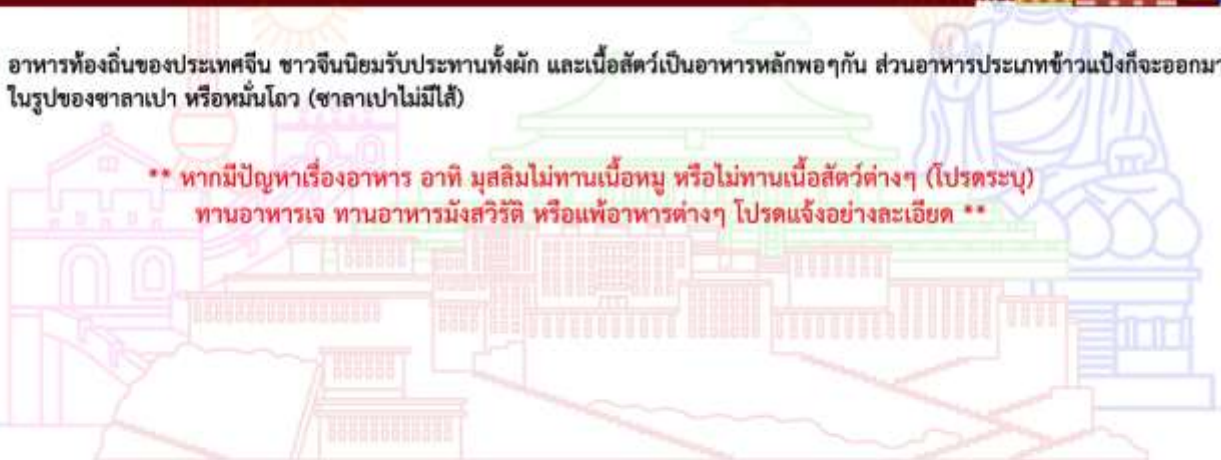 อาหารท้องถิ่นของประเทศจีน ชาวจีนนิยมรับประทานทั้งผัก และเนื้อสัตว์เป็นอาหารหลักพอๆกัน ส่วนอาหารประเภทข้าวแป้งก็จะออกมา
ในรูปของซาลาเปา หรือหมั่นโถว (ซาลาเปาไม่มีไส้)
** หากมีปัญหาเรื่องอาหาร อาทิ มุสลิมไม่ทานเนื้อหมู หรือไม่ทานเนื้อสัตว์ต่างๆ (โปรดระบุ)
ทานอาหารเจ ทานอาหารมังสวิรัติ หรือแพ้อาหารต่างๆ โปรดแจ้งอย่างละเอียด **